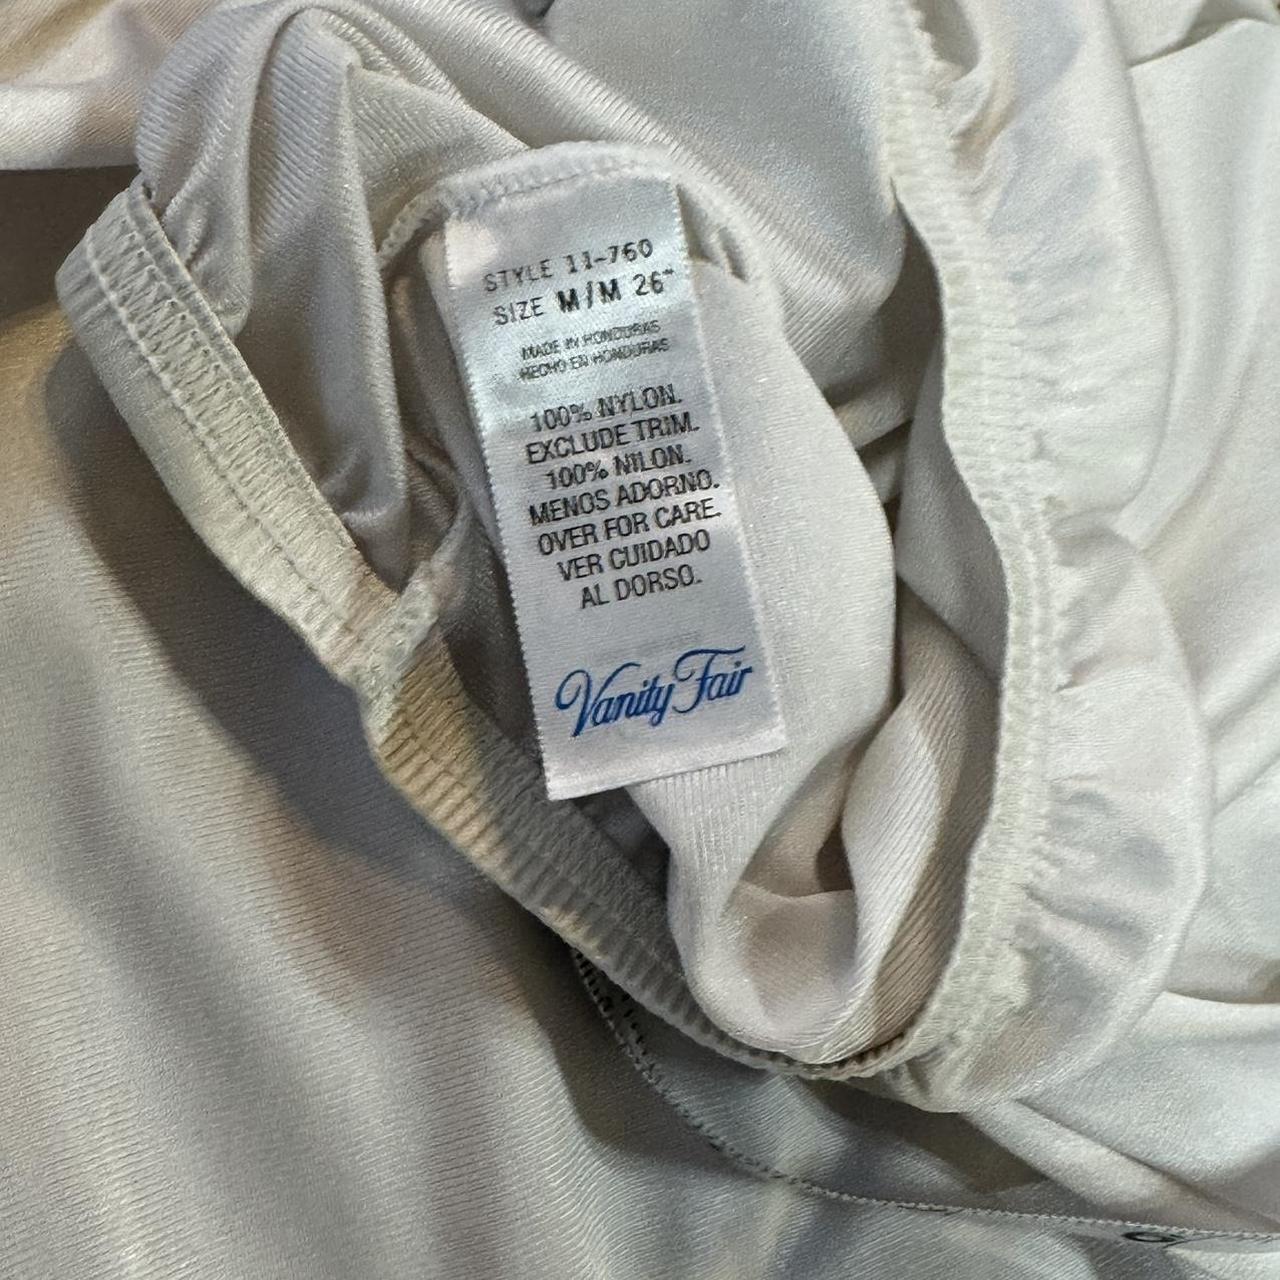 STYLE 11-760
SIZE M/M 26"
MADE IN HONDURAS
HECHO EN HONDURAS
100% NYLON.
EXCLUDE TRIM.
100% NILON.
MENOS ADORNO.
OVER FOR CARE.
VER CUIDADO
AL DORSO.
Vanity Fair